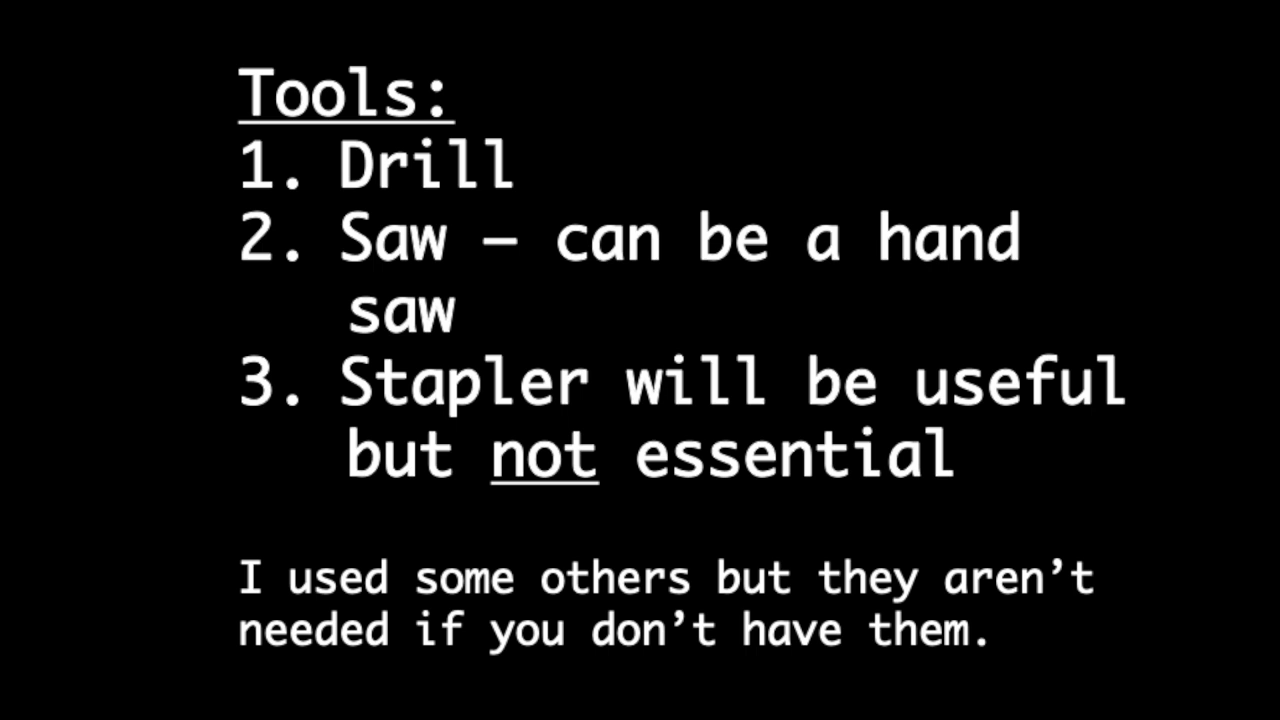 Tools:
1. Drill
2. Saw – can be a hand
saw
3. Stapler will be useful
but not essential
I used some others but they aren’t
needed if you don’t have them.